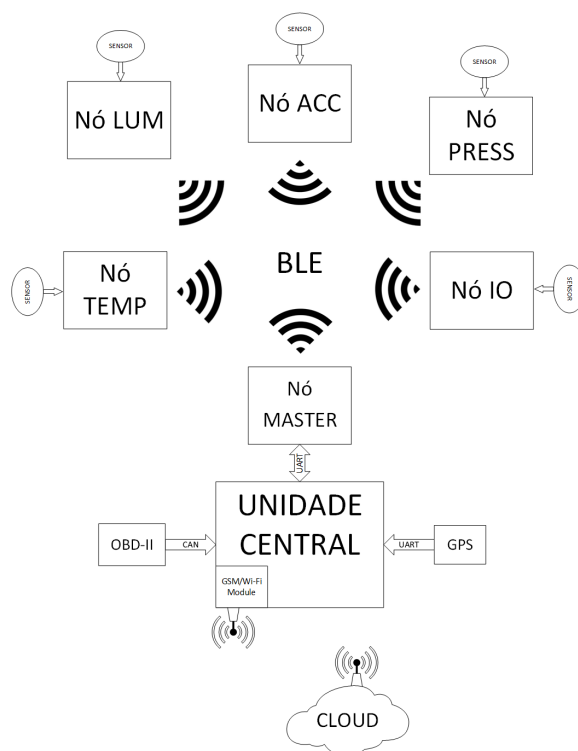 SENSOR
SENSOR
SENSOR
Nó LUM
Nó ACC
Nó
PRESS
BLE
SENSOR
Nó
TEMP
Nó IO
SENSOR
Nó
MASTER
UART
UNIDADE
CENTRAL
OBD-II
CAN
UART
GPS
GSM/Wi-Fi
Module
CLOUD